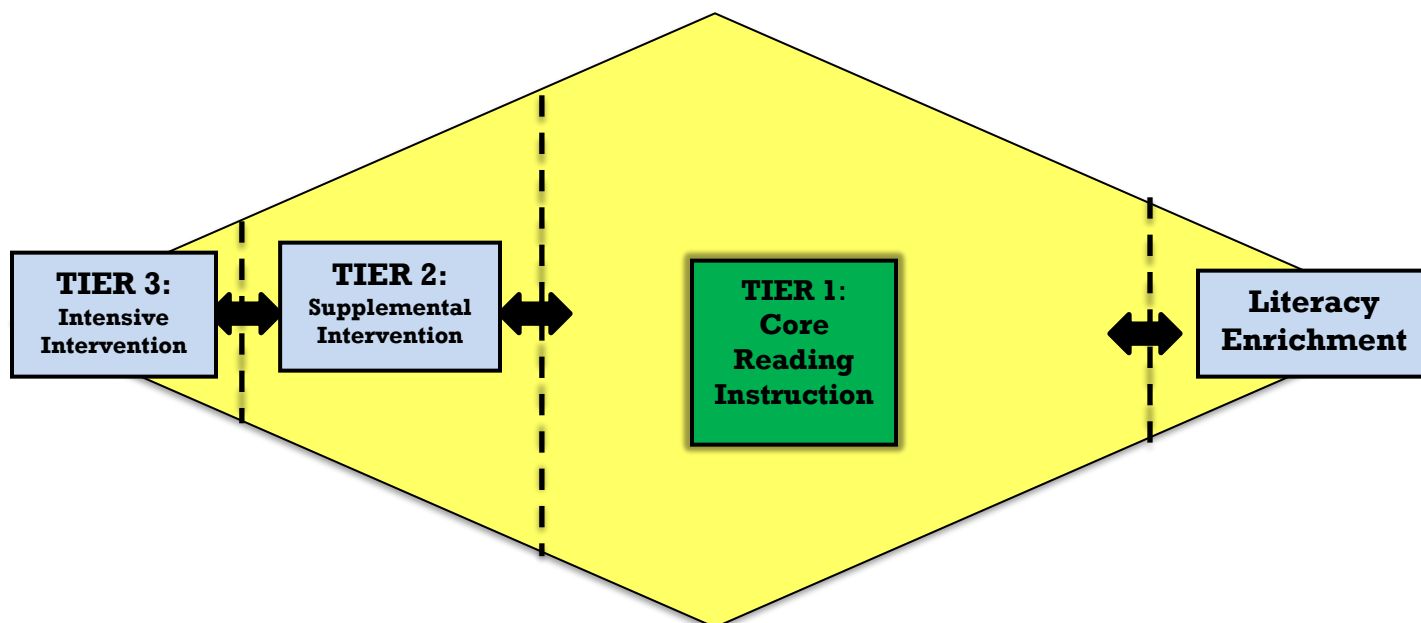 TIER 3:
Intensive
Intervention
TIER 2:
Supplemental
Intervention
TIER 1:
Core
Reading
Instruction
Literacy
Enrichment